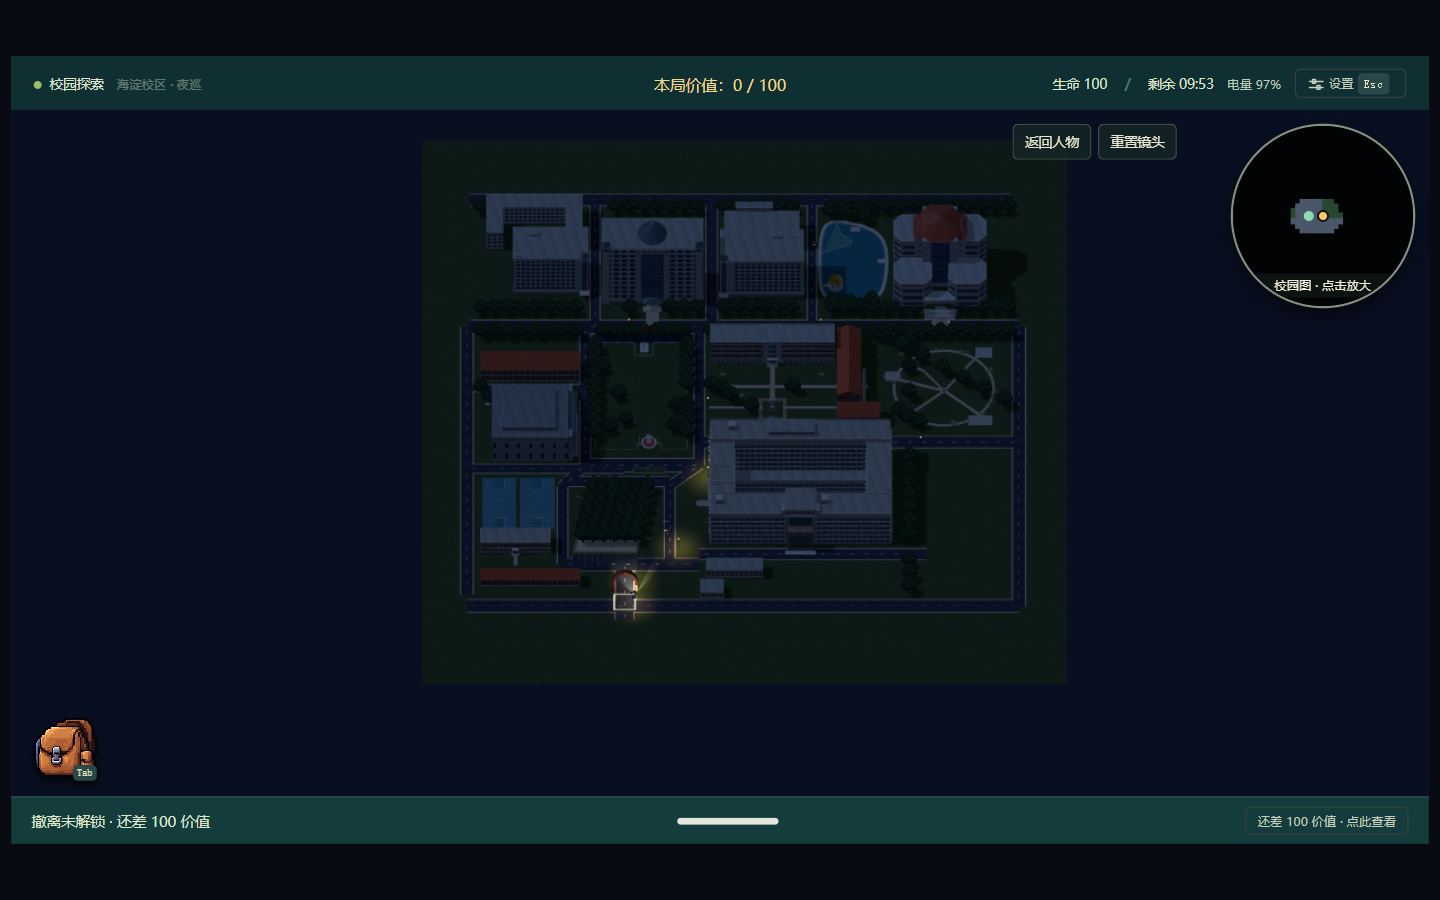 校园探索 海淀校区 · 夜巡
本局价值：0 / 100
生命 100 / 剩余 09:53 电量 97% 设置 Esc
返回人物 重置镜头
校园图 · 点击放大
Tab
撤离未解锁 · 还差 100 价值
还差 100 价值 · 点此查看